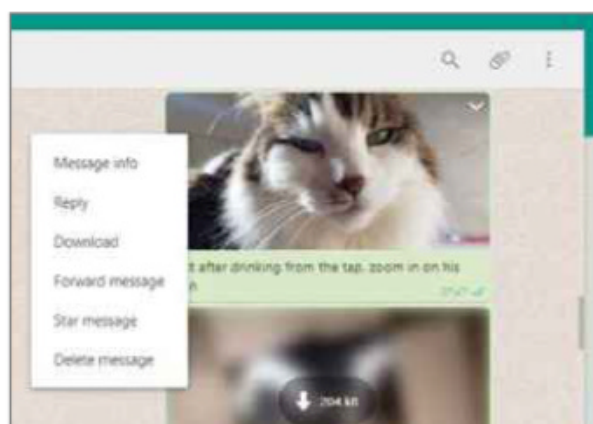 Message info
Reply
Download
Forward message
Star message
Delete message
t after drinking from the tap. zoom in on his
n
204 kB